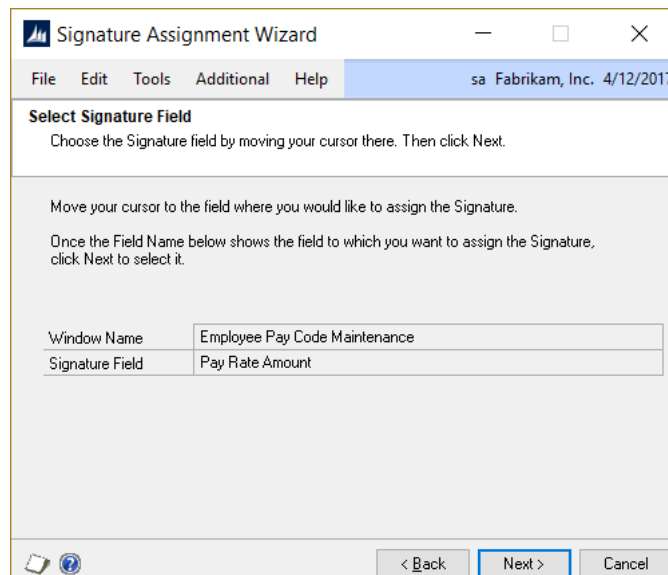 Signature Assignment Wizard
File Edit Tools Additional Help sa Fabrikam, Inc. 4/12/2017
Select Signature Field
Choose the Signature field by moving your cursor there. Then click Next.
Move your cursor to the field where you would like to assign the Signature.
Once the Field Name below shows the field to which you want to assign the Signature,
click Next to select it.
Window Name Employee Pay Code Maintenance
Signature Field Pay Rate Amount
< Back Next > Cancel